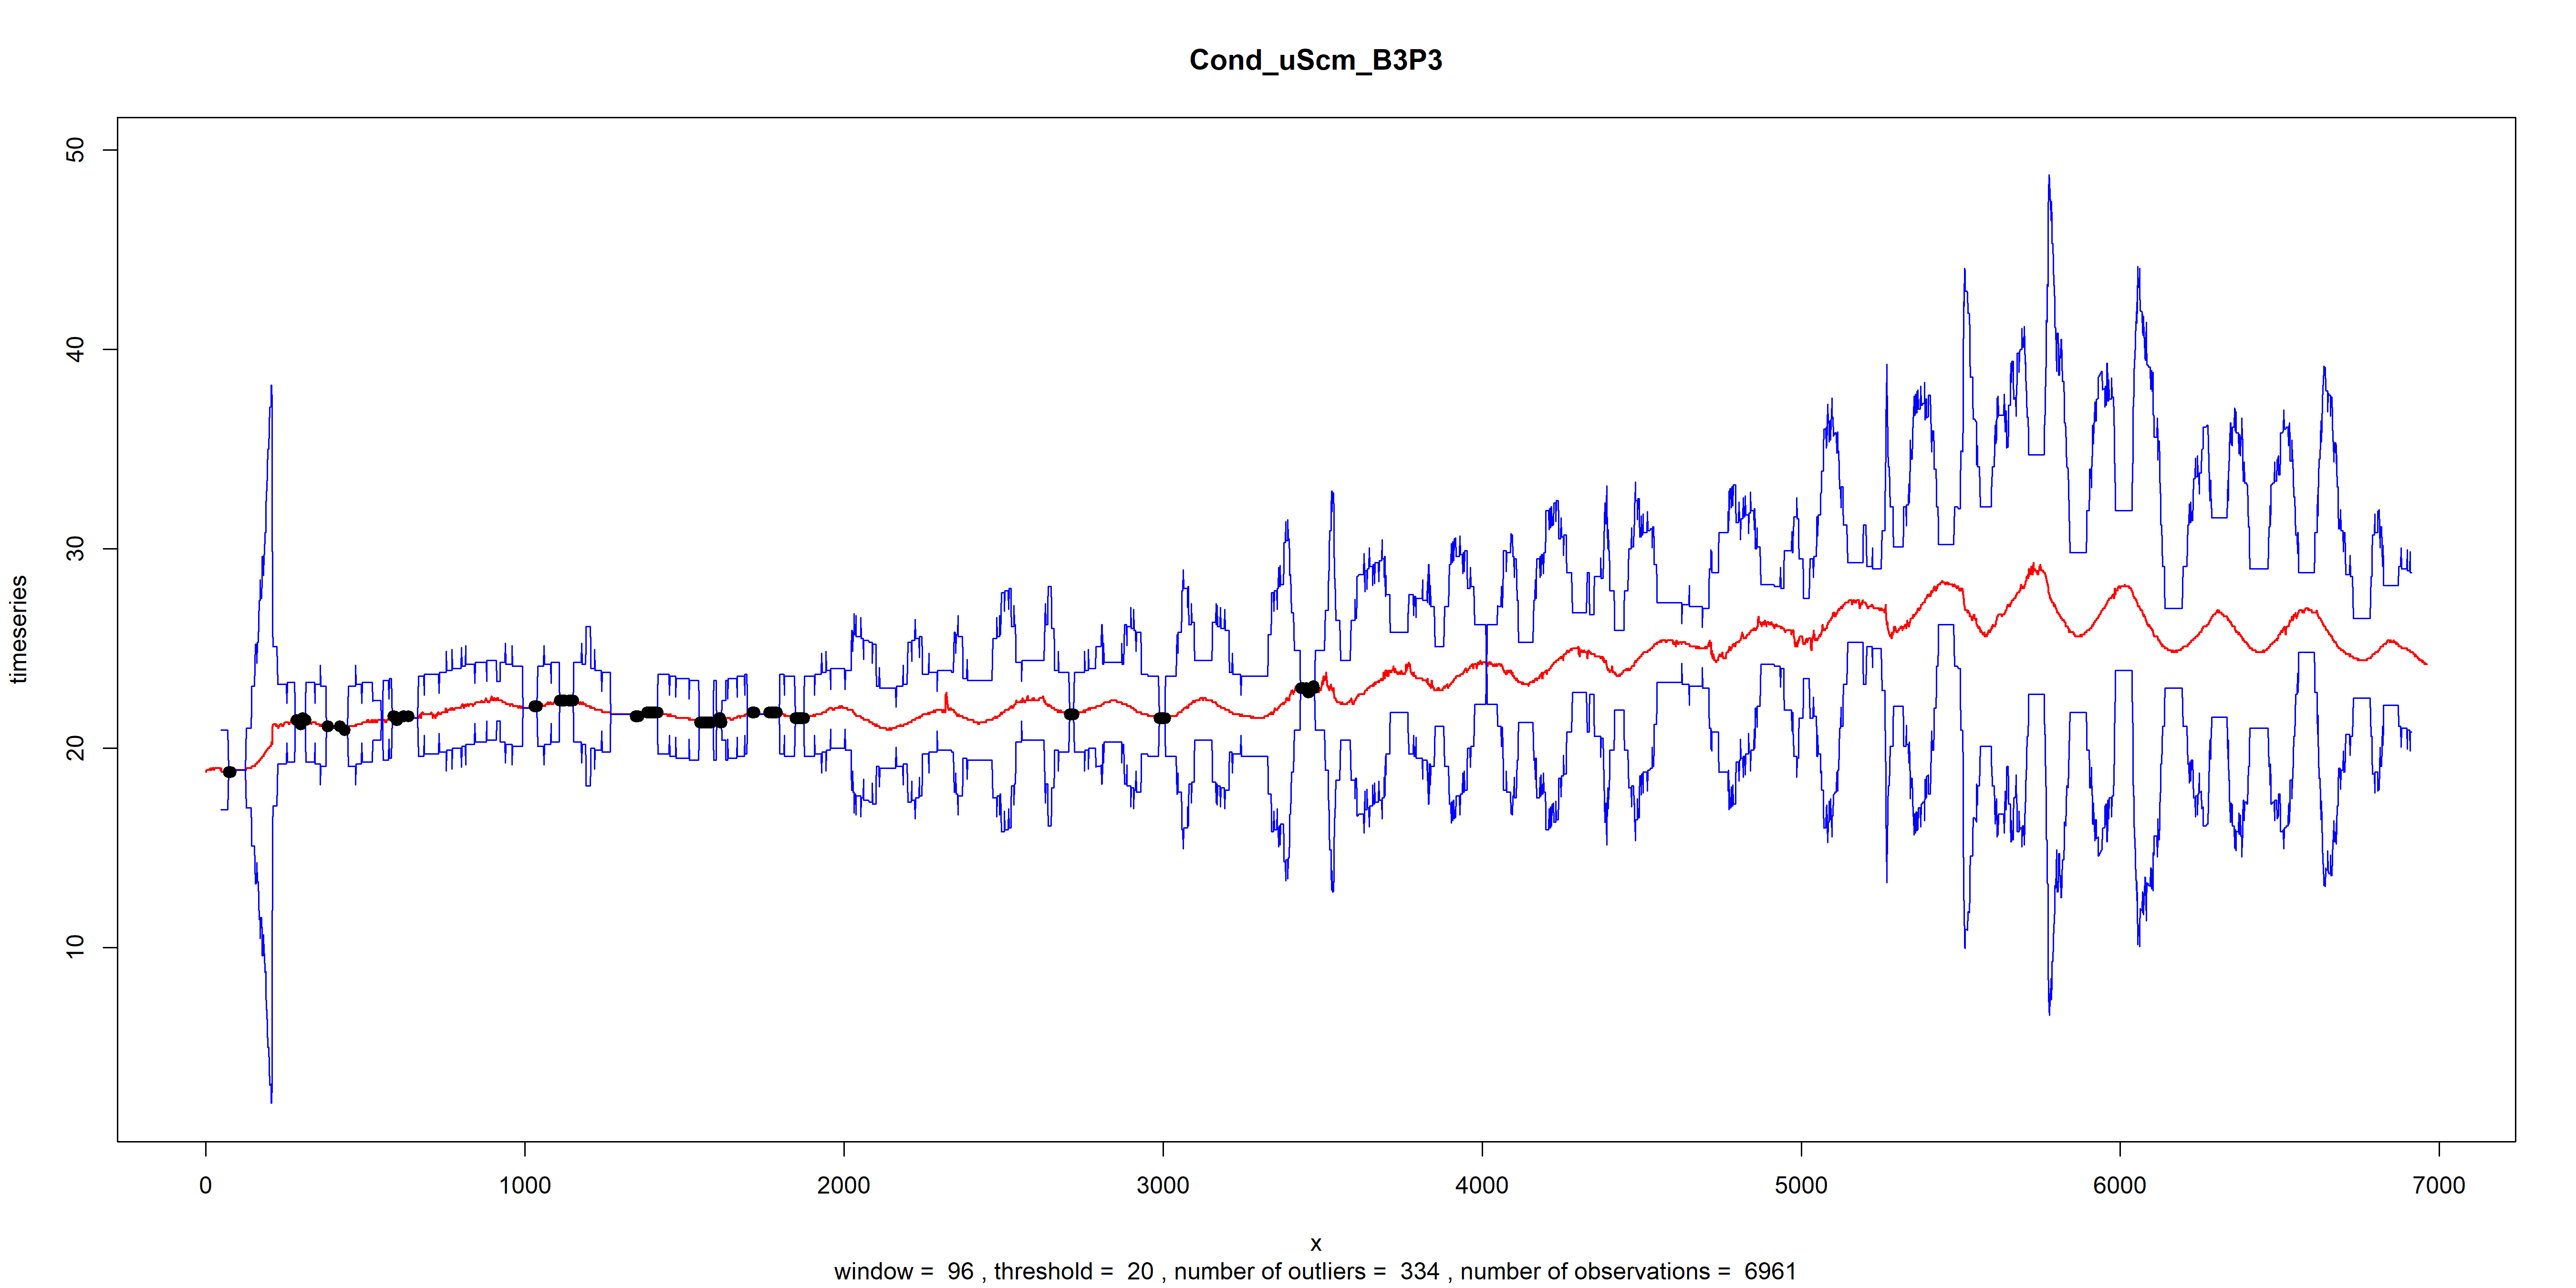 Cond_uScm_B3P3
timeseries
50
40
30
20
10
0 1000 2000 3000 4000 5000 6000 7000
x
window =  96 , threshold =  20 , number of outliers =  334 , number of observations =  6961